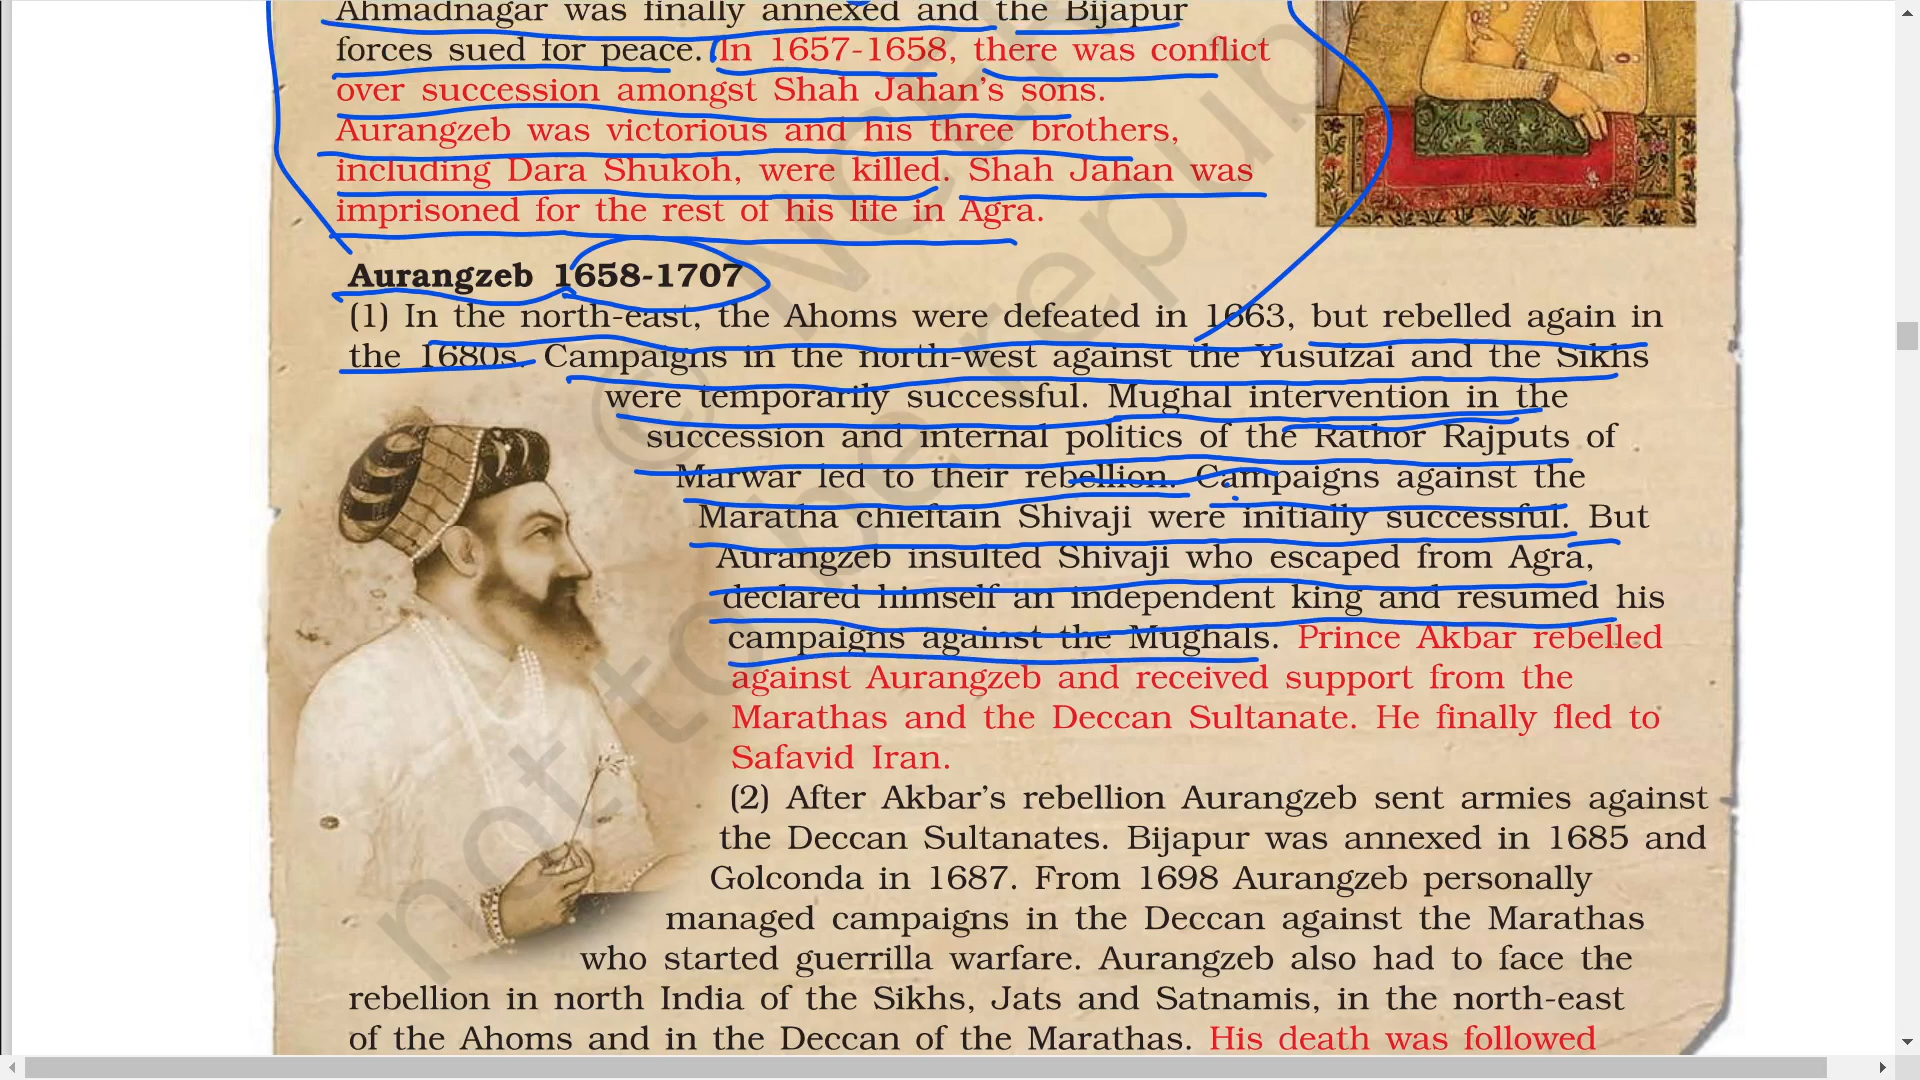 Ahmadnagar was finally annexed and the Bijapur
forces sued for peace. In 1657-1658, there was conflict
over succession amongst Shah Jahan’s sons.
Aurangzeb was victorious and his three brothers,
including Dara Shukoh, were killed. Shah Jahan was
imprisoned for the rest of his life in Agra.
Aurangzeb 1658-1707
(1) In the north-east, the Ahoms were defeated in 1663, but rebelled again in
the 1680s. Campaigns in the north-west against the Yusufzai and the Sikhs
were temporarily successful. Mughal intervention in the
succession and internal politics of the Rathor Rajputs of
Marwar led to their rebellion. Campaigns against the
Maratha chieftain Shivaji were initially successful. But
Aurangzeb insulted Shivaji who escaped from Agra,
declared himself an independent king and resumed his
campaigns against the Mughals. Prince Akbar rebelled
against Aurangzeb and received support from the
Marathas and the Deccan Sultanate. He finally fled to
Safavid Iran.
(2) After Akbar’s rebellion Aurangzeb sent armies against
the Deccan Sultanates. Bijapur was annexed in 1685 and
Golconda in 1687. From 1698 Aurangzeb personally
managed campaigns in the Deccan against the Marathas
who started guerrilla warfare. Aurangzeb also had to face the
rebellion in north India of the Sikhs, Jats and Satnamis, in the north-east
of the Ahoms and in the Deccan of the Marathas. His death was followed
© NCE
not to be repub